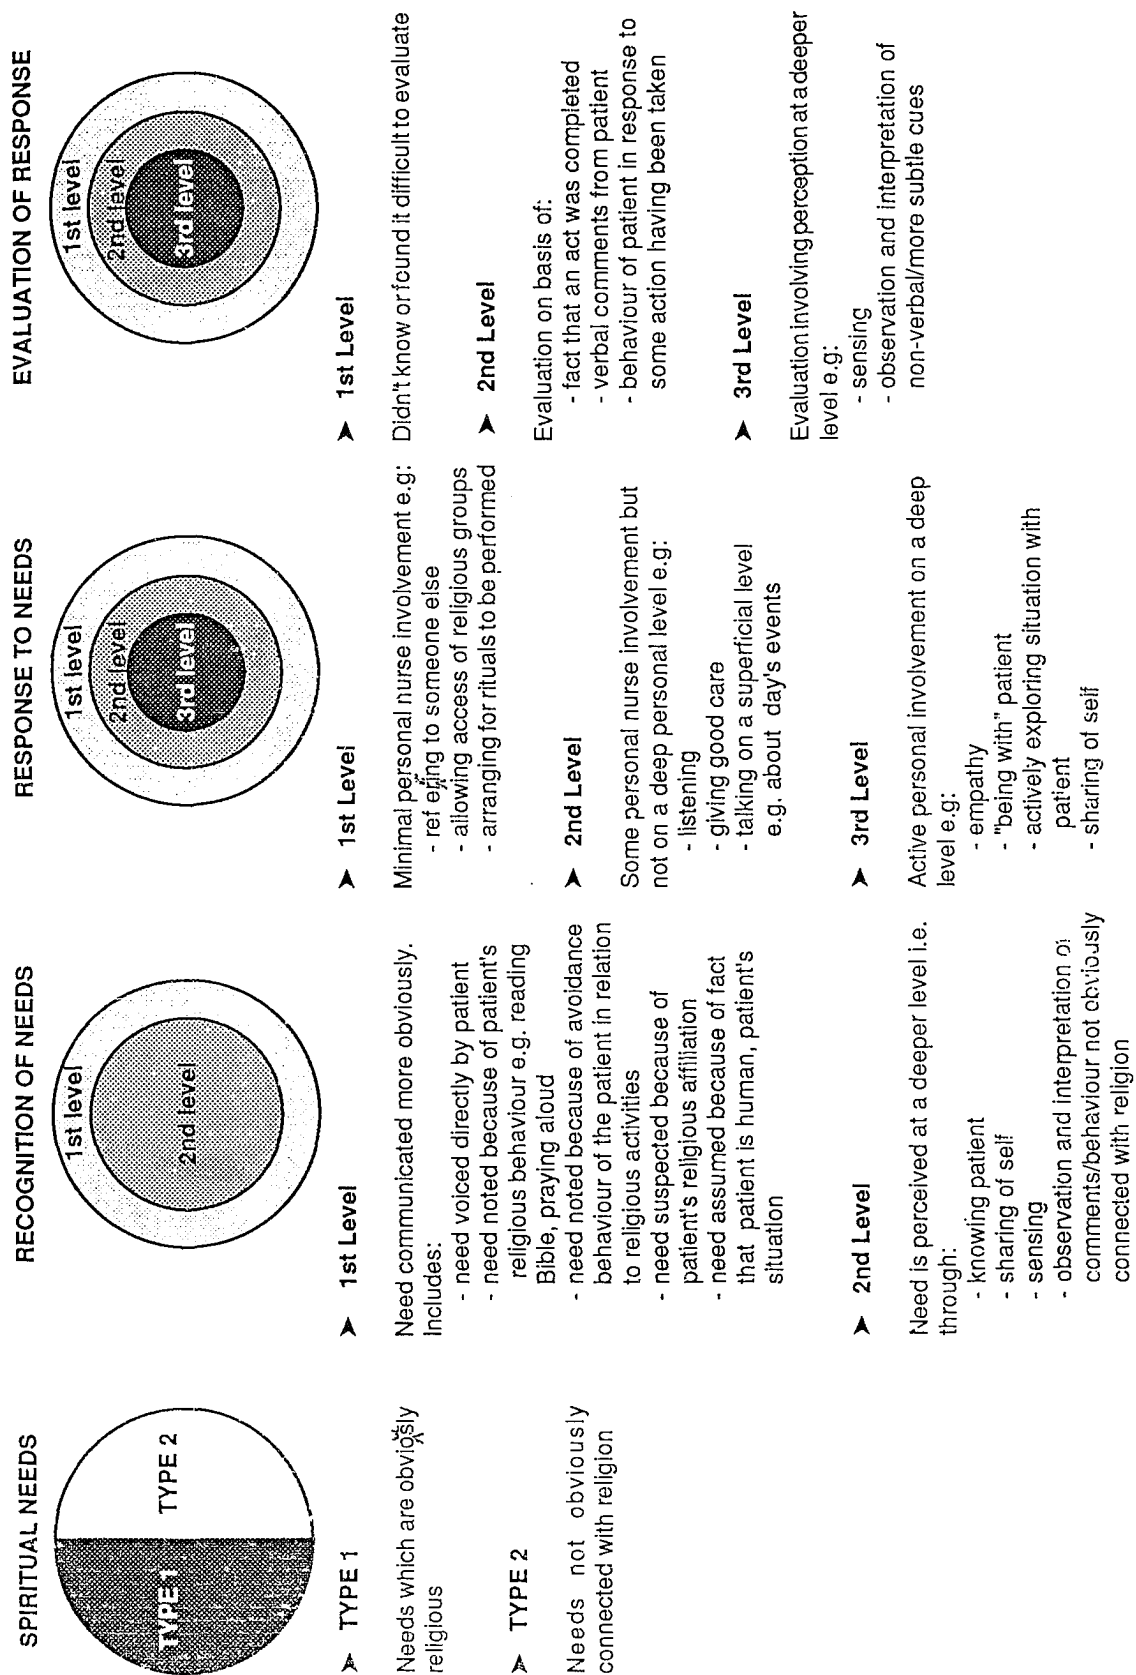 SPIRITUAL NEEDS
TYPE 1
TYPE 2
➤ TYPE 1
Needs which are obviously
religious
➤ TYPE 2
Needs not obviously
connected with religion
RECOGNITION OF NEEDS
1st level
2nd level
➤ 1st Level
Need communicated more obviously.
Includes:
- need voiced directly by patient
- need noted because of patient's
religious behaviour e.g. reading
Bible, praying aloud
- need noted because of avoidance
behaviour of the patient in relation
to religious activities
- need suspected because of
patient's religious affiliation
- need assumed because of fact
that patient is human, patient's
situation
➤ 2nd Level
Need is perceived at a deeper level i.e.
through:
- knowing patient
- sharing of self
- sensing
- observation and interpretation of
comments/behaviour not obviously
connected with religion
RESPONSE TO NEEDS
1st level
2nd level
3rd level
➤ 1st Level
Minimal personal nurse involvement e.g:
- referring to someone else
- allowing access of religious groups
- arranging for rituals to be performed
➤ 2nd Level
Some personal nurse involvement but
not on a deep personal level e.g:
- listening
- giving good care
- talking on a superficial level
e.g. about day's events
➤ 3rd Level
Active personal involvement on a deep
level e.g:
- empathy
- "being with" patient
- actively exploring situation with
patient
- sharing of self
EVALUATION OF RESPONSE
1st level
2nd level
3rd level
➤ 1st Level
Didn't know or found it difficult to evaluate
➤ 2nd Level
Evaluation on basis of:
- fact that an act was completed
- verbal comments from patient
- behaviour of patient in response to
some action having been taken
➤ 3rd Level
Evaluation involving perception at a deeper
level e.g:
- sensing
- observation and interpretation of
non-verbal/more subtle cues